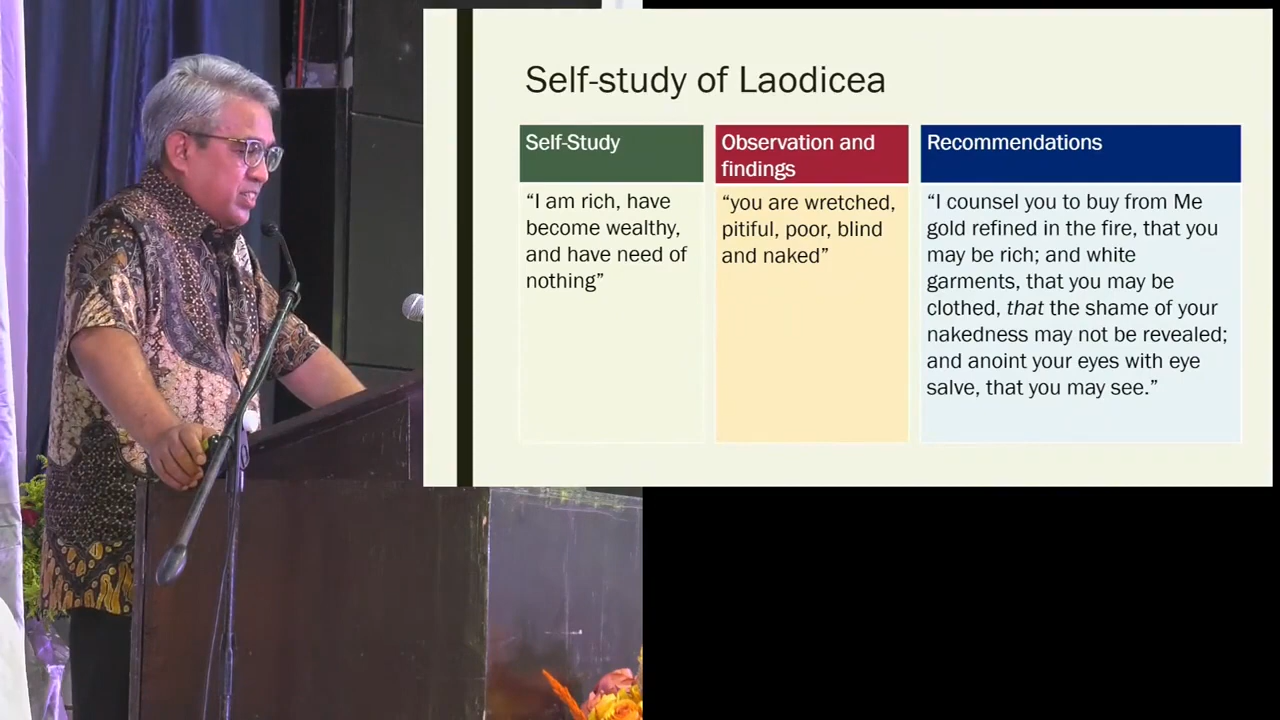 Self-study of Laodicea
Self-Study
“I am rich, have
become wealthy,
and have need of
nothing”
Observation and
findings
“you are wretched,
pitiful, poor, blind
and naked”
Recommendations
“I counsel you to buy from Me
gold refined in the fire, that you
may be rich; and white
garments, that you may be
clothed, that the shame of your
nakedness may not be revealed;
and anoint your eyes with eye
salve, that you may see.”